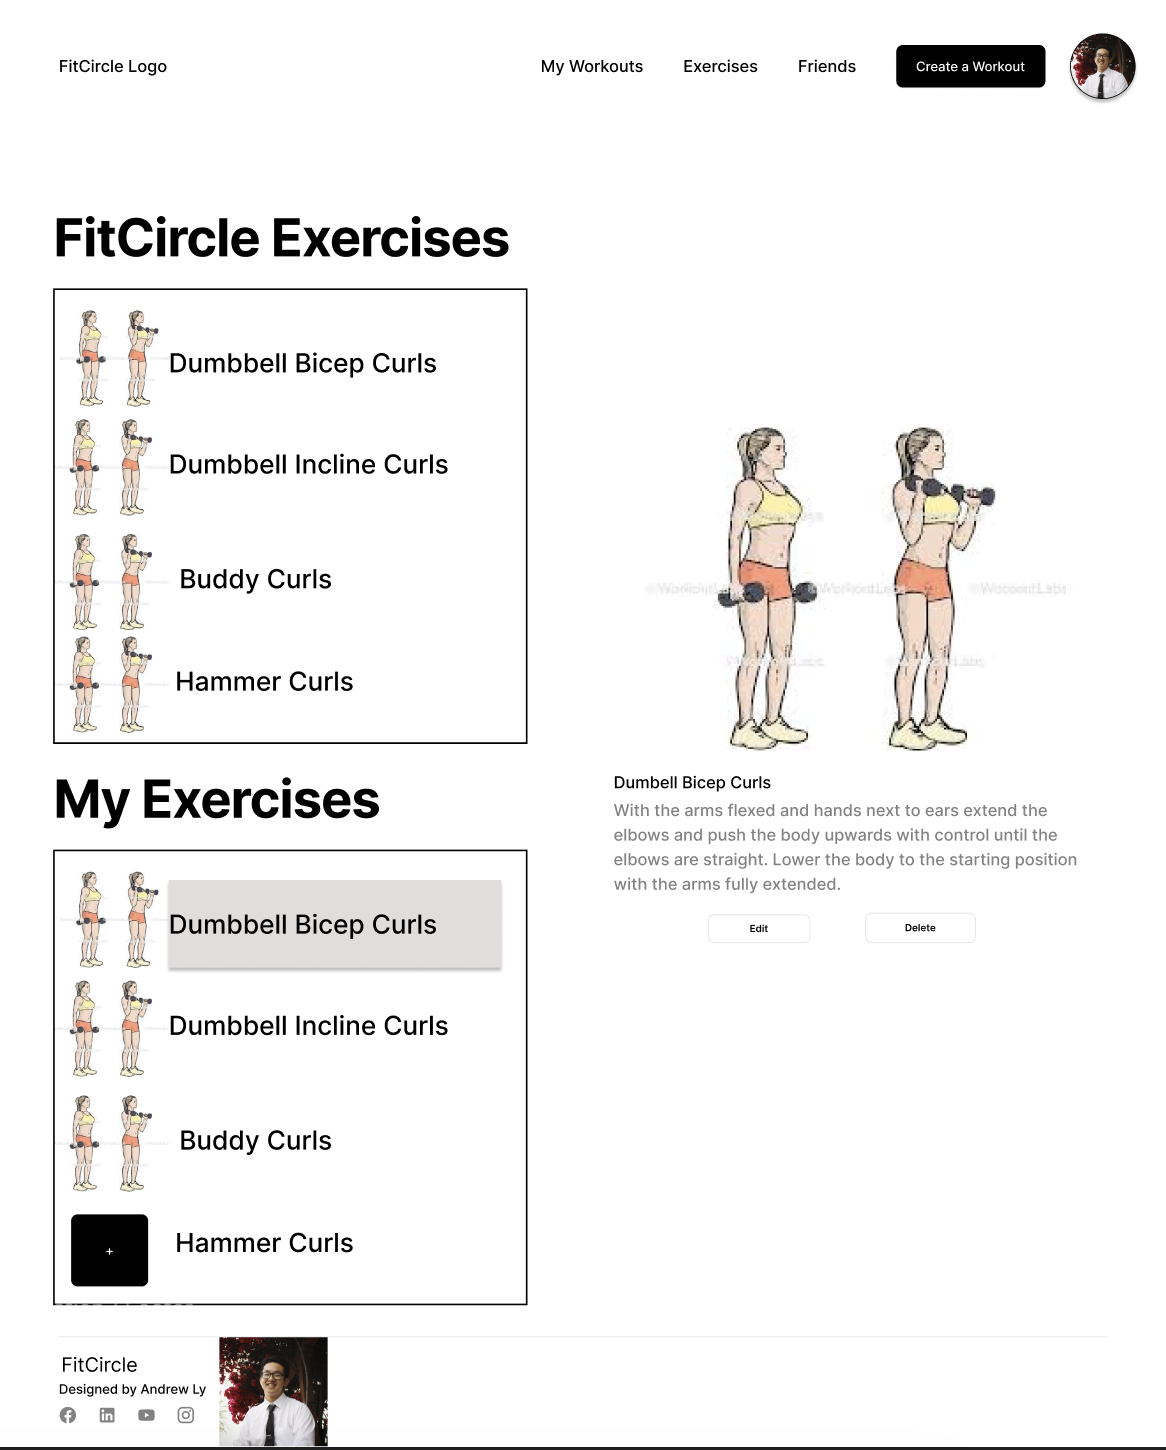 FitCircle Logo
My Workouts
Exercises
Friends
Create a Workout
FitCircle Exercises
Dumbbell Bicep Curls
Dumbbell Incline Curls
Buddy Curls
Hammer Curls
©WorkoutLabs
Dumbell Bicep Curls
With the arms flexed and hands next to ears extend the
elbows and push the body upwards with control until the
elbows are straight. Lower the body to the starting position
with the arms fully extended.
Edit
Delete
My Exercises
Dumbbell Bicep Curls
Dumbbell Incline Curls
Buddy Curls
+
Hammer Curls
FitCircle
Designed by Andrew Ly